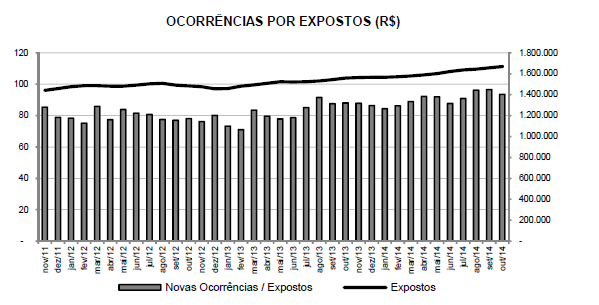 OCORRÊNCIAS POR EXPOSTOS (R$)
120
100
80
60
40
20
-
1.800.000
1.600.000
1.400.000
1.200.000
1.000.000
800.000
600.000
400.000
200.000
-
nov/11
dez/11
jan/12
fev/12
mar/12
abr/12
mai/12
jun/12
jul/12
ago/12
set/12
out/12
nov/12
dez/12
jan/13
fev/13
mar/13
abr/13
mai/13
jun/13
jul/13
ago/13
set/13
out/13
nov/13
dez/13
jan/14
fev/14
mar/14
abr/14
mai/14
jun/14
jul/14
ago/14
set/14
out/14
Novas Ocorrências / Expostos
Expostos